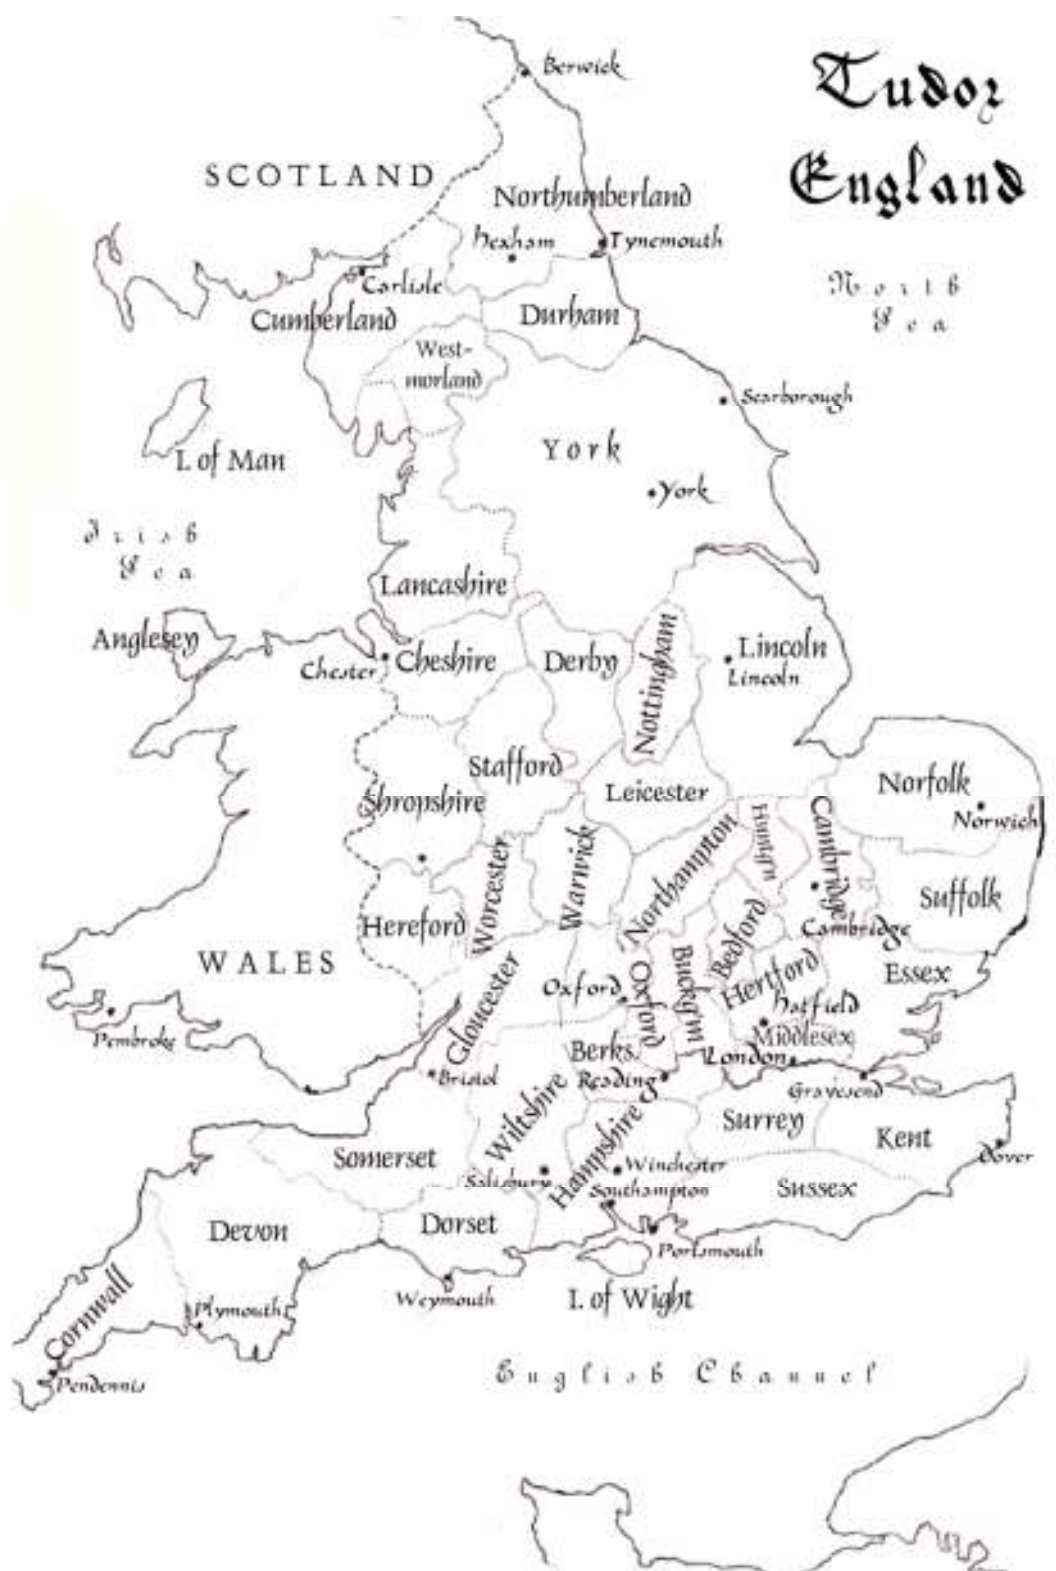 Berwick
Tudor
England
SCOTLAND
Northumberland
Hexham
Tynemouth
Carlisle
North
Sea
Cumberland
Durham
West-
morland
Scarborough
York
I. of Man
York
Irish
Sea
Lancashire
Anglesey
Chester
Cheshire
Derby
Nottingham
Lincoln
Lincoln
Stafford
Shropshire
Leicester
Norfolk
Norwich
Huntgn
Cambridge
Northampton
Warwick
Worcester
Hereford
Suffolk
Cambridge
Bedford
WALES
Gloucester
Oxford
Oxford
Buckg'm
Hertford
Essex
Hatfield
Pembroke
Middlesex
Berks.
London
Bristol
Reading
Gravesend
Wiltshire
Surrey
Kent
Hampshire
Somerset
Winchester
Dover
Salisbury
Southampton
Sussex
Devon
Dorset
Portsmouth
Cornwall
Plymouth
Weymouth
I. of Wight
Pendennis
English Channel